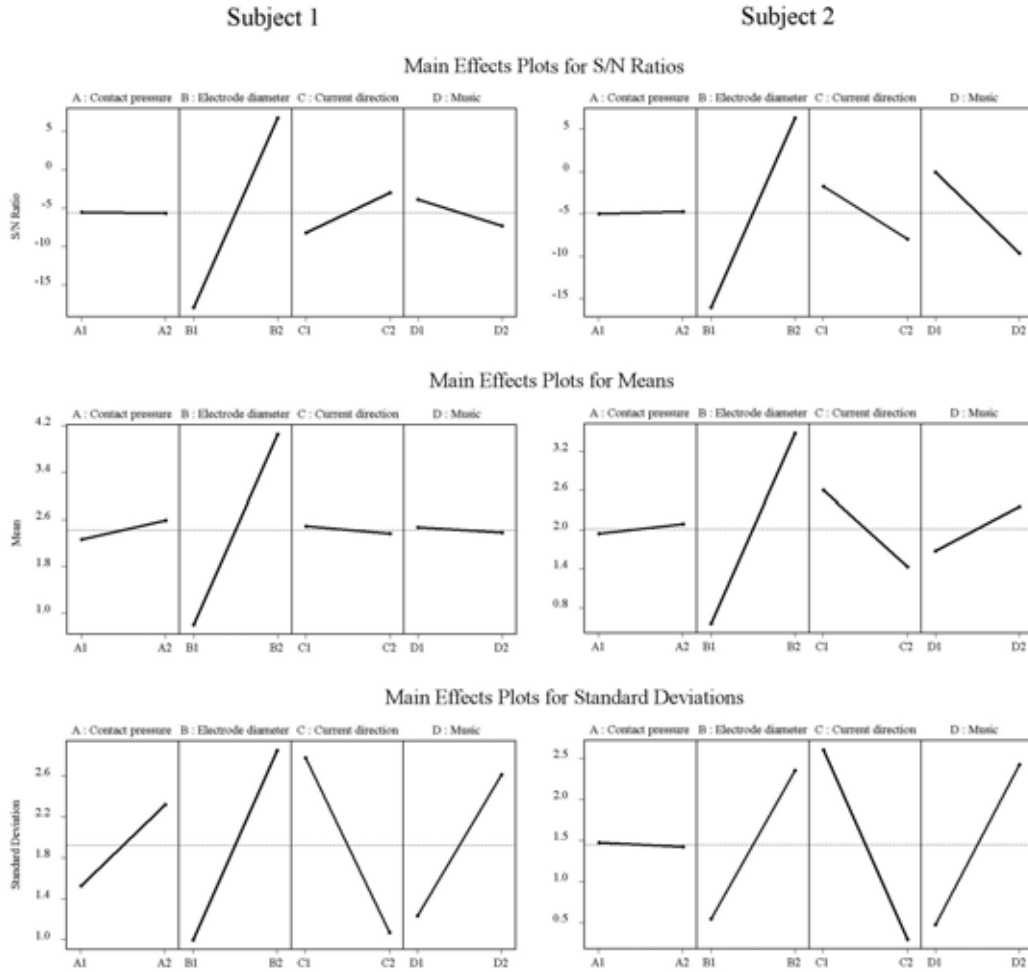 Subject 1 Subject 2
Main Effects Plots for S/N Ratios
A : Contact pressure B : Electrode diameter C : Current direction D : Music A : Contact pressure B : Electrode diameter C : Current direction D : Music
S/N Ratio
5
0
-5
-10
-15
5
0
-5
-10
-15
A1 A2 B1 B2 C1 C2 D1 D2 A1 A2 B1 B2 C1 C2 D1 D2
Main Effects Plots for Means
A : Contact pressure B : Electrode diameter C : Current direction D : Music A : Contact pressure B : Electrode diameter C : Current direction D : Music
Mean
4.2
3.4
2.6
1.8
1.0
3.2
2.6
2.0
1.4
0.8
A1 A2 B1 B2 C1 C2 D1 D2 A1 A2 B1 B2 C1 C2 D1 D2
Main Effects Plots for Standard Deviations
A : Contact pressure B : Electrode diameter C : Current direction D : Music A : Contact pressure B : Electrode diameter C : Current direction D : Music
Standard Deviation
2.6
2.2
1.8
1.4
1.0
2.5
2.0
1.5
1.0
0.5
A1 A2 B1 B2 C1 C2 D1 D2 A1 A2 B1 B2 C1 C2 D1 D2